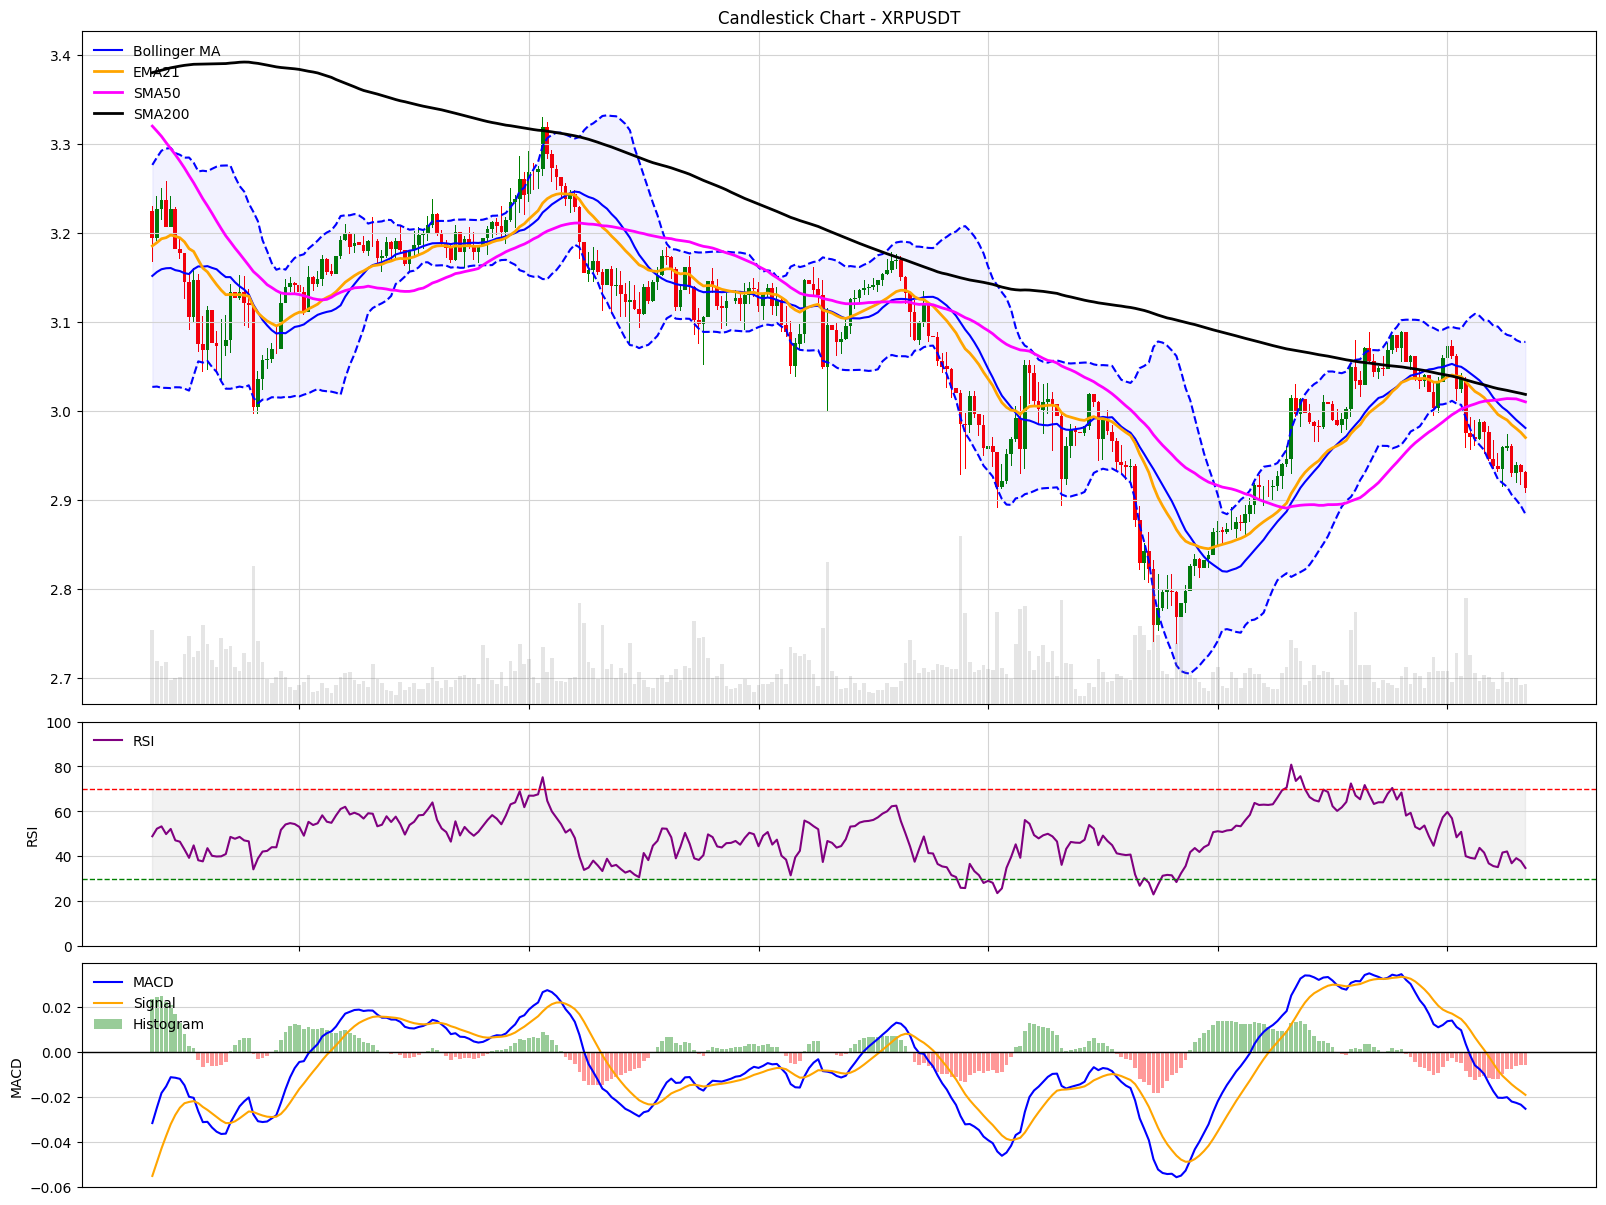 Candlestick Chart - XRPUSDT
Bollinger MA
EMA21
SMA50
SMA200
3.4
3.3
3.2
3.1
3.0
2.9
2.8
2.7
RSI
RSI
100
80
60
40
20
0
MACD
Signal
Histogram
MACD
0.02
0.00
−0.02
−0.04
−0.06